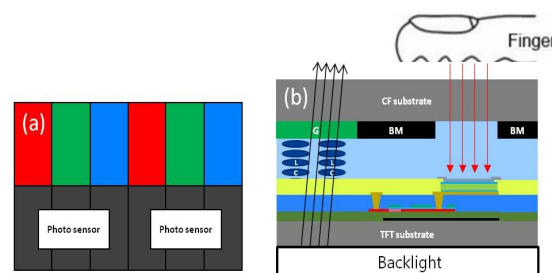 (a)
Photo sensor
Photo sensor
Finger
(b)
CF substrate
G
BM
BM
L
L
C
C
TFT substrate
Backlight